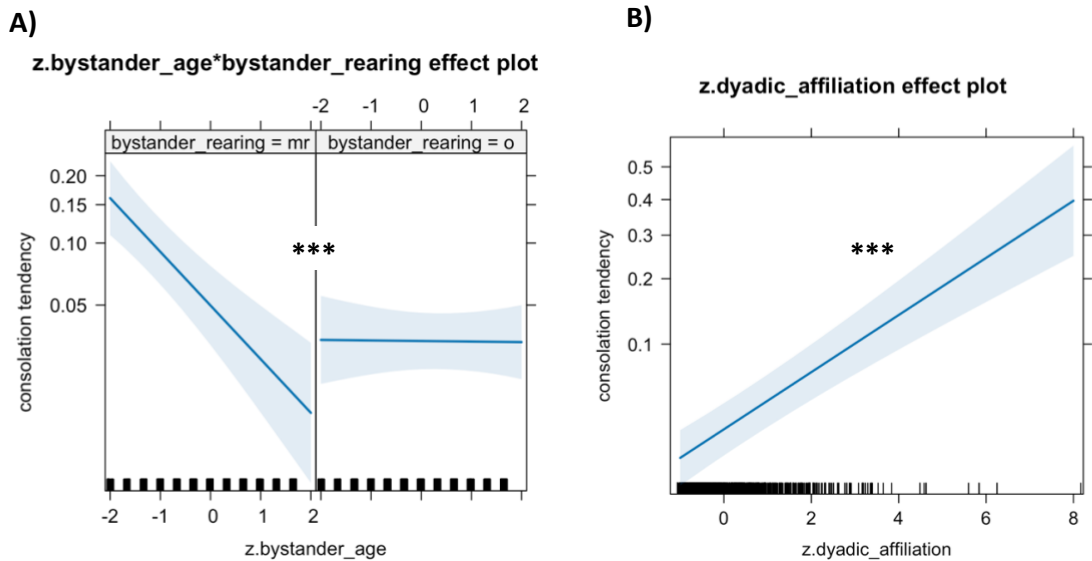 A)
z.bystander_age*bystander_rearing effect plot
-2 -1 0 1 2
bystander_rearing = mr bystander_rearing = o
0.20
0.15
0.10
0.05
consolation tendency
***
-2 -1 0 1 2
z.bystander_age
B)
z.dyadic_affiliation effect plot
0.5
0.4
0.3
0.2
0.1
consolation tendency
***
0 2 4 6 8
z.dyadic_affiliation